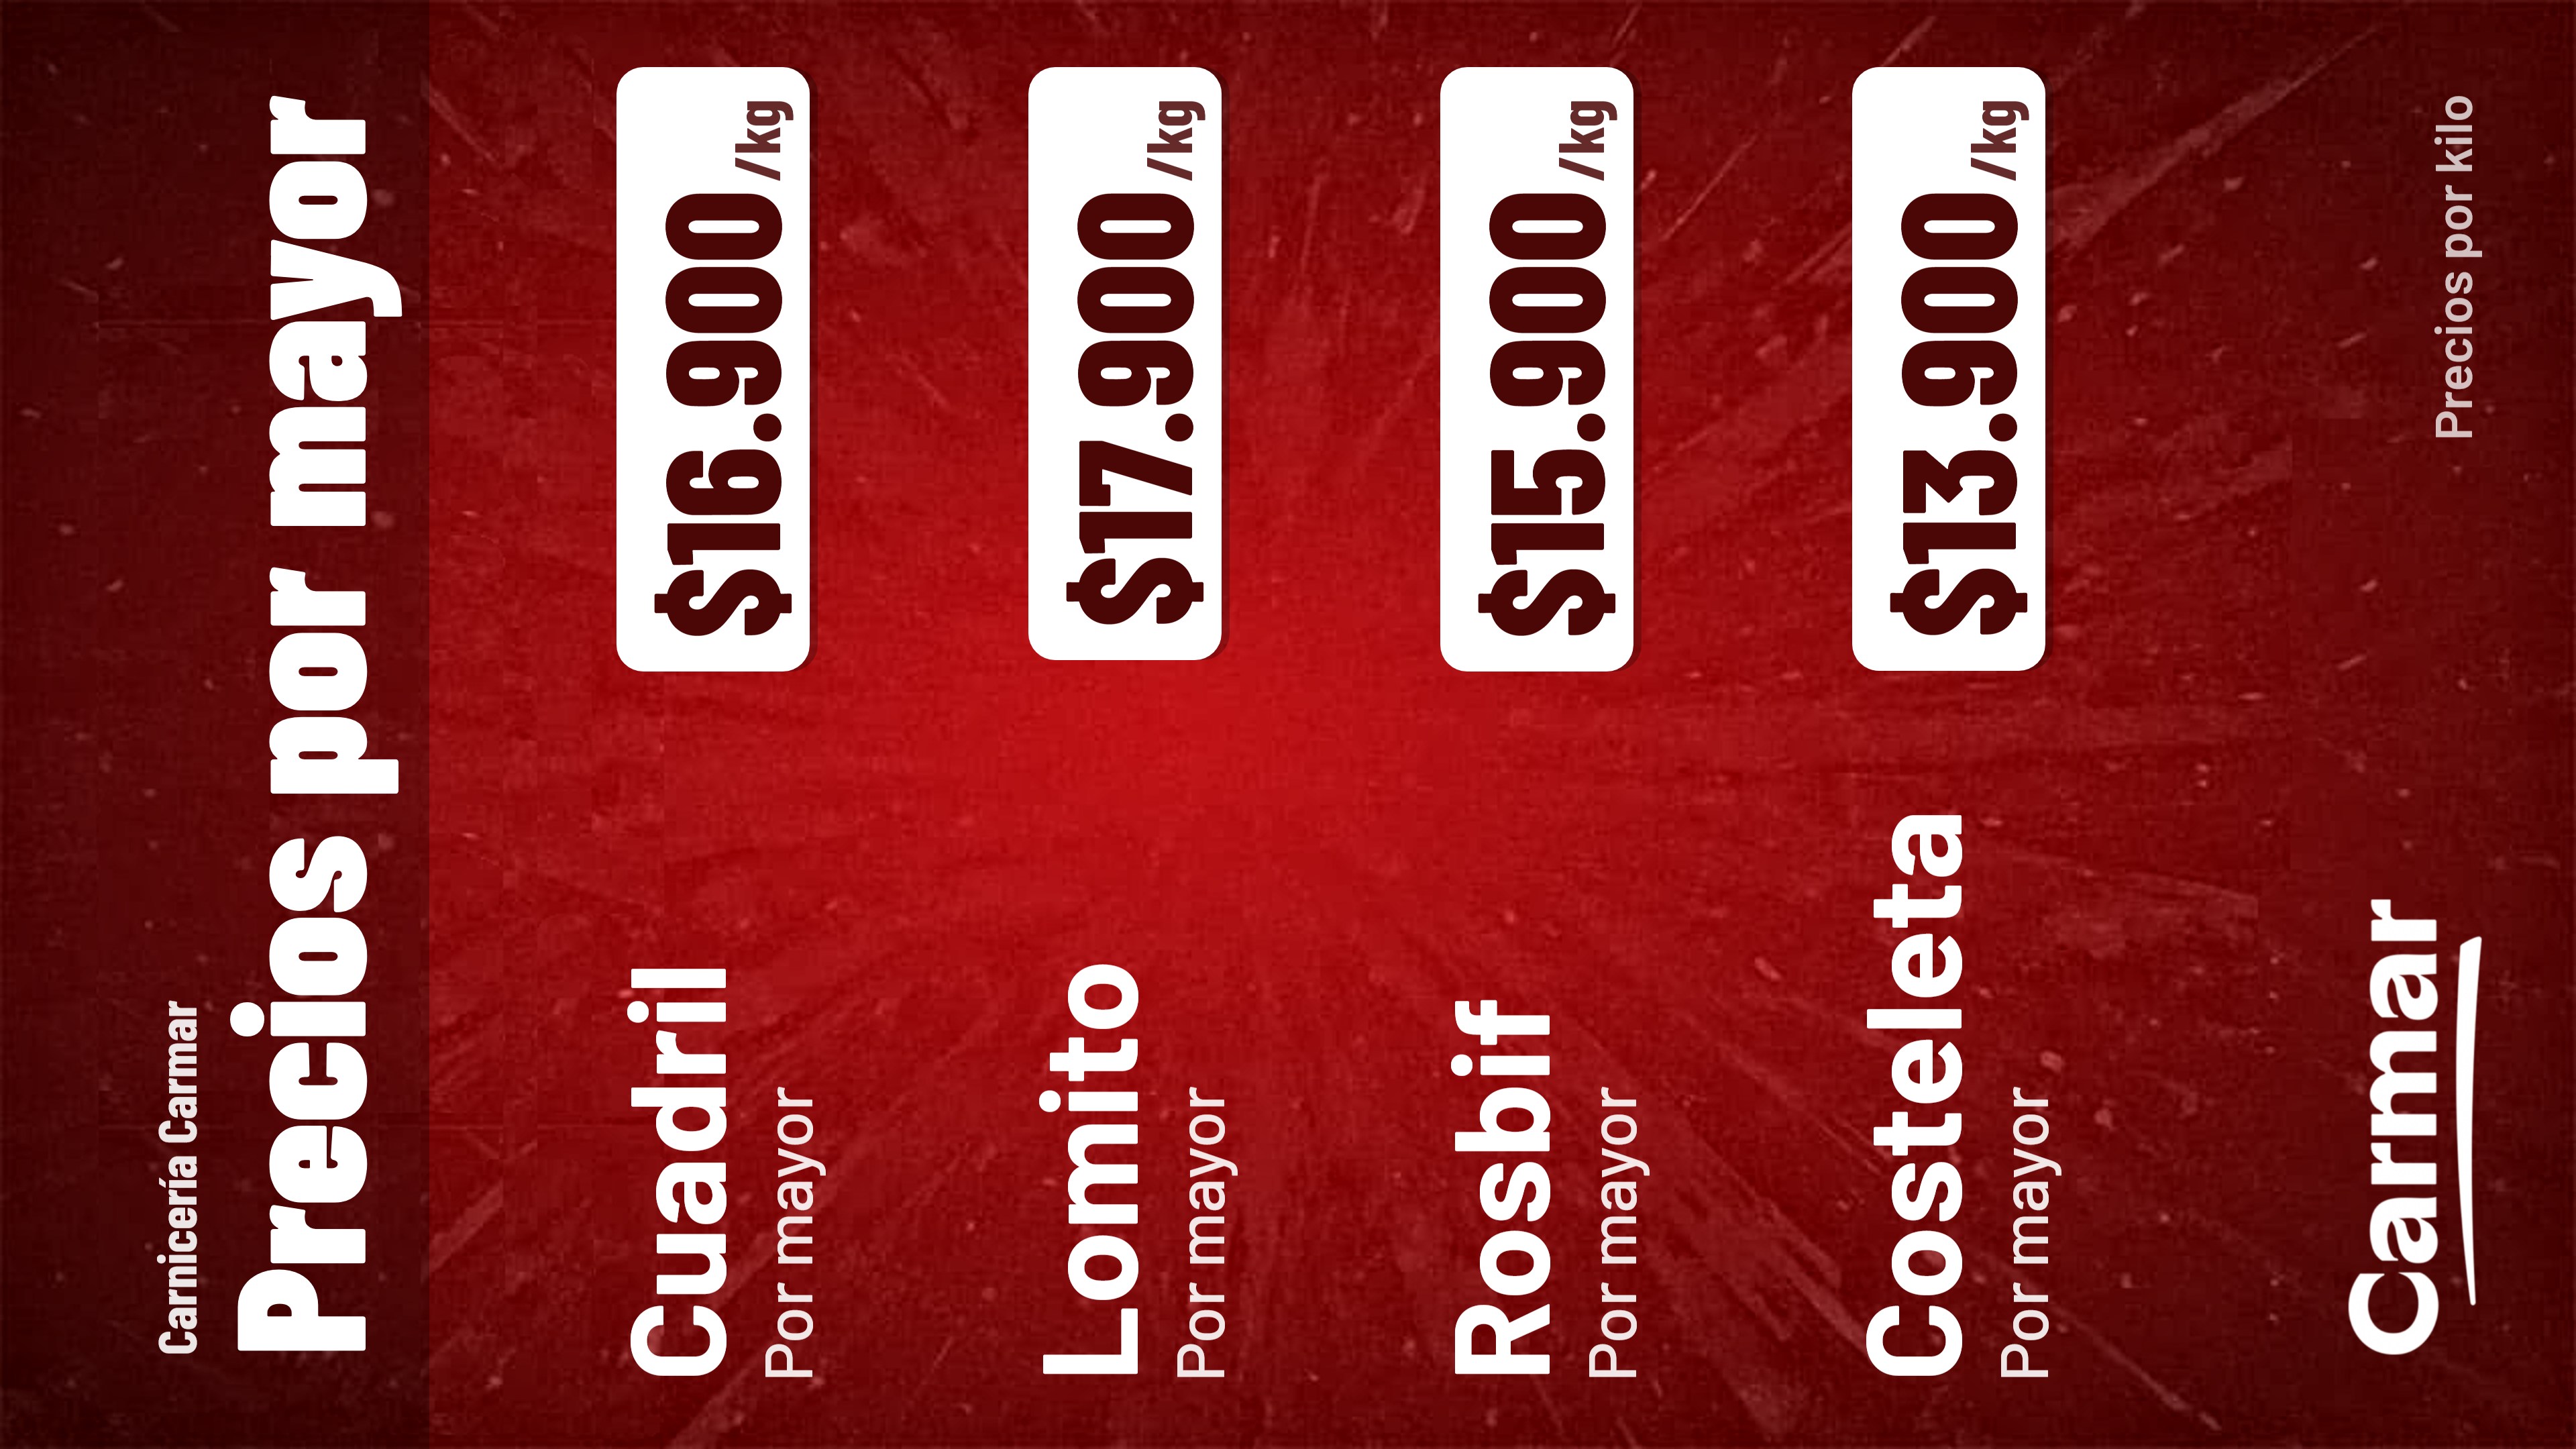 Carnicería Carmar
Precios por mayor
Cuadril
Por mayor
$16.900/kg
Lomito
Por mayor
$17.900/kg
Rosbif
Por mayor
$15.900/kg
Costeleta
Por mayor
$13.900/kg
Carmar
Precios por kilo